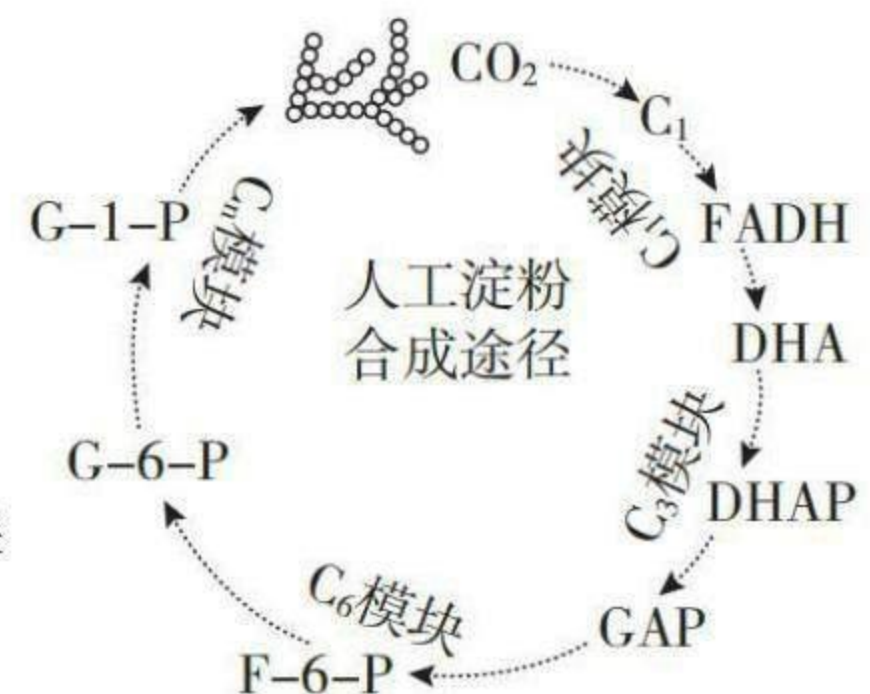 CO₂
C₁
C₁模块
FADH
DHA
C₃模块
DHAP
GAP
C₆模块
F-6-P
G-6-P
G-1-P
Cₙ模块
人工淀粉
合成途径